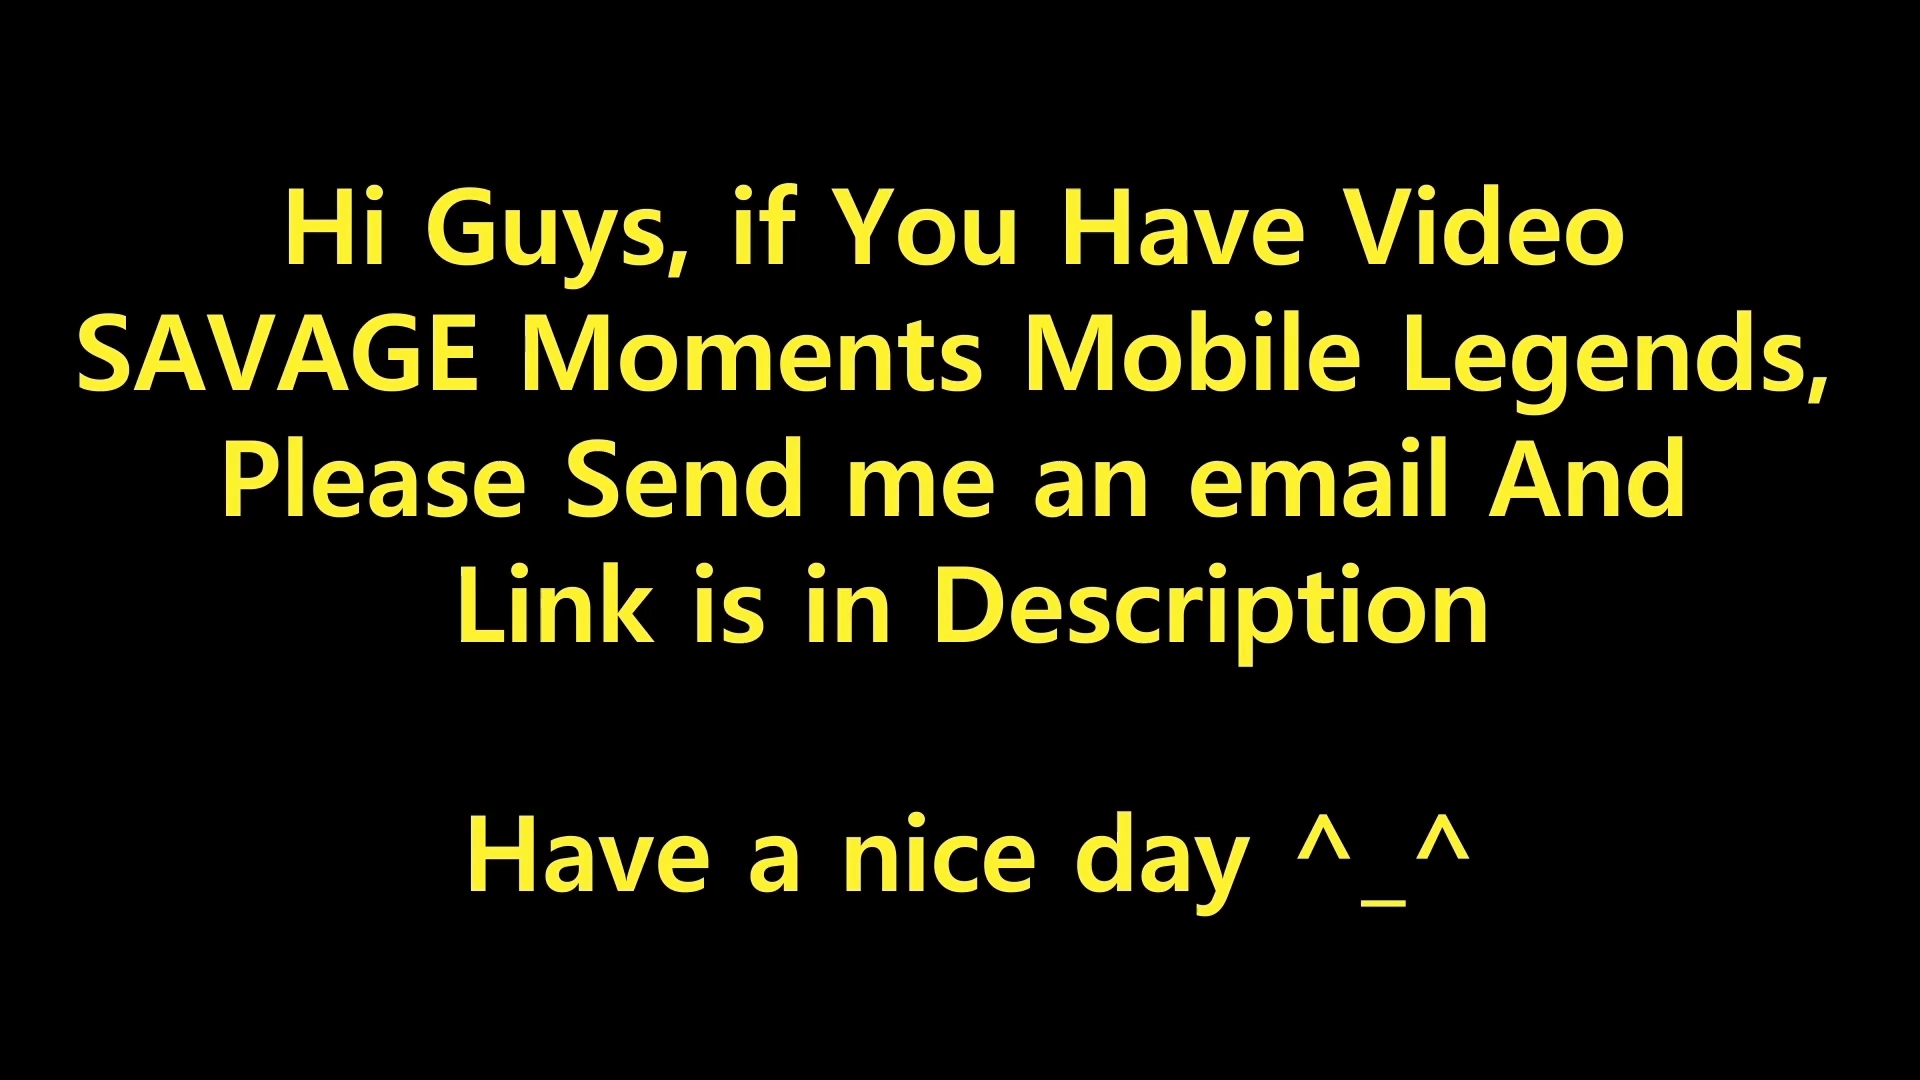 Hi Guys, if You Have Video
SAVAGE Moments Mobile Legends,
Please Send me an email And
Link is in Description
Have a nice day ^_^